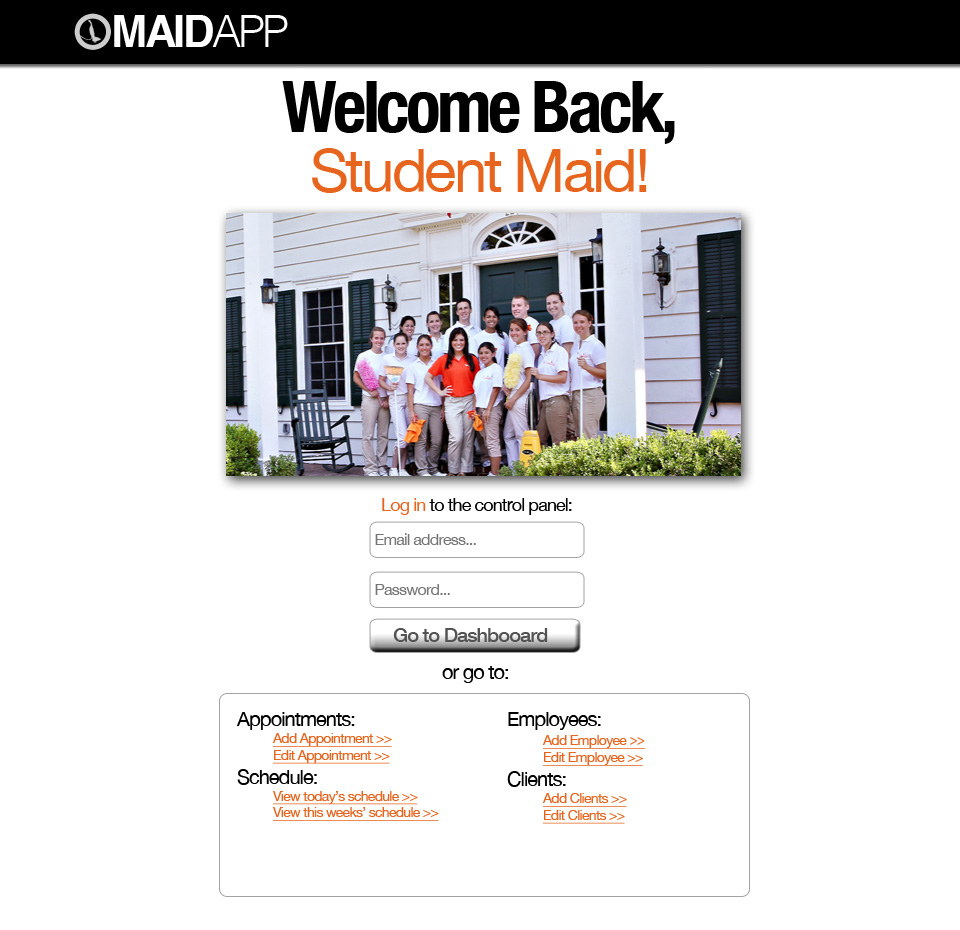 MAIDAPP
Welcome Back,
Student Maid!
Log in to the control panel:
Email address...
Password...
Go to Dashbooard
or go to:
Appointments:
Add Appointment >>
Edit Appointment >>
Schedule:
View today's schedule >>
View this weeks' schedule >>
Employees:
Add Employee >>
Edit Employee >>
Clients:
Add Clients >>
Edit Clients >>